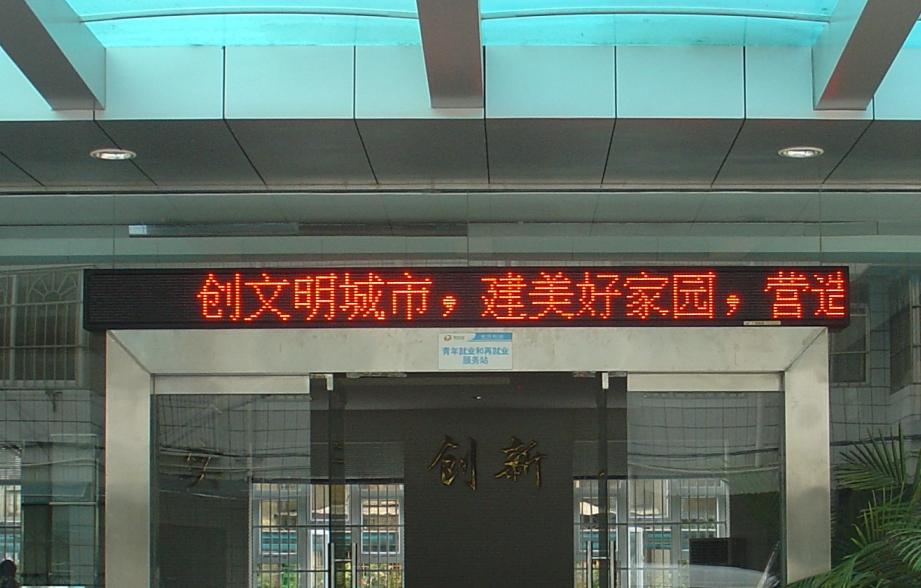 创文明城市，建美好家园，营造
青年就业和再就业
服务站
创新